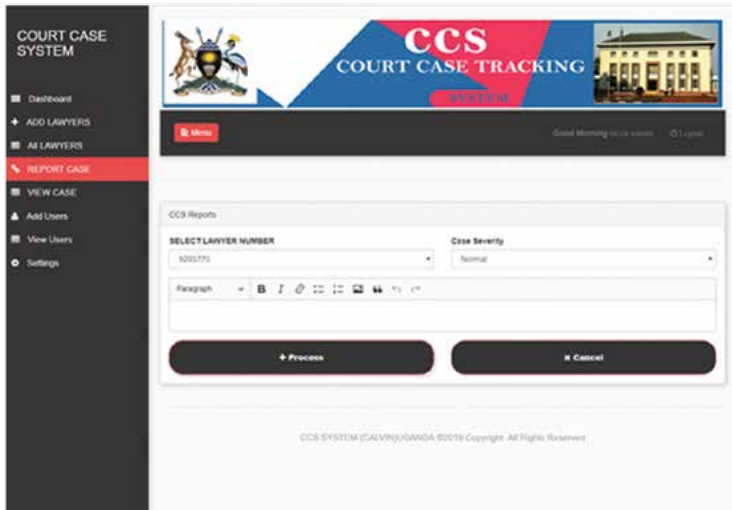 COURT CASE
SYSTEM
Dashboard
ADD LAWYERS
All LAWYERS
REPORT CASE
VIEW CASE
Add Users
View Users
Settings
CCS
COURT CASE TRACKING
SYSTEM
Menu
Good Morning
Logout
CCS Reports
SELECT LAWYER NUMBER
Case Severity
Normal
Paragraph
B I
+ Process
x Cancel
CCS SYSTEM (CALVIN)UGANDA ©2019 Copyright. All Rights Reserved